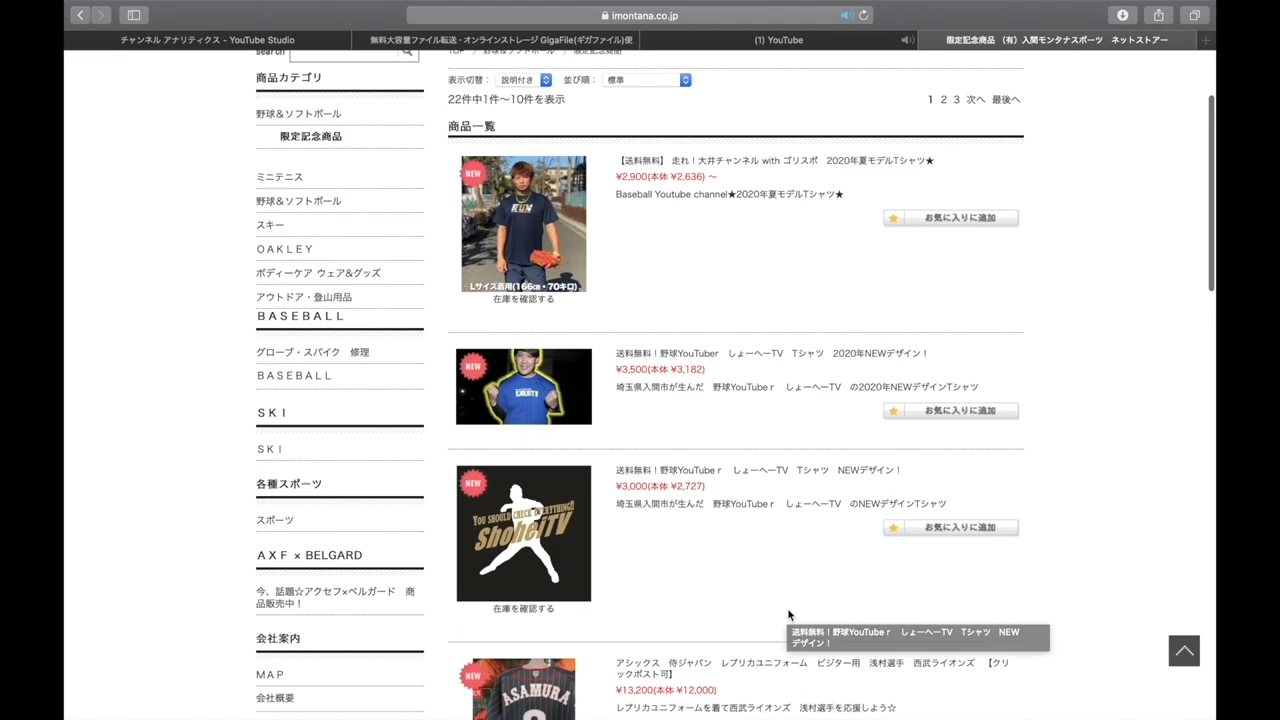 imontana.co.jp
チャンネル アナリティクス - YouTube Studio
無料大容量ファイル転送・オンラインストレージ GigaFile(ギガファイル)便
(1) YouTube
限定記念商品 (有)入間モンタナスポーツ ネットストアー
search
TOP > 野球&ソフトボール > 限定記念商品
商品カテゴリ
野球&ソフトボール
限定記念商品
ミニテニス
野球&ソフトボール
スキー
OAKLEY
ボディーケア ウェア&グッズ
アウトドア・登山用品
BASEBALL
グローブ・スパイク 修理
BASEBALL
SKI
SKI
各種スポーツ
スポーツ
AXF × BELGARD
今、話題☆アクセフ×ベルガード 商
品販売中!
会社案内
MAP
会社概要
表示切替: 説明付き 並び順: 標準
22件中1件〜10件を表示
1 2 3 次へ 最後へ
商品一覧
NEW
Lサイズ着用(166㎝・70キロ)
在庫を確認する
【送料無料】 走れ!大井チャンネル with ゴリスポ 2020年夏モデルTシャツ★
¥2,900(本体 ¥2,636) 〜
Baseball Youtube channel★2020年夏モデルTシャツ★
お気に入りに追加
NEW
SHOHEITV
送料無料!野球YouTuber しょーへーTV Tシャツ 2020年NEWデザイン!
¥3,500(本体 ¥3,182)
埼玉県入間市が生んだ 野球YouTubeｒ しょーへーTV の2020年NEWデザインTシャツ
お気に入りに追加
NEW
YOU SHOULD CHECK EVERYTHING!!
ShoheiTV
在庫を確認する
送料無料!野球YouTubeｒ しょーへーTV Tシャツ NEWデザイン!
¥3,000(本体 ¥2,727)
埼玉県入間市が生んだ 野球YouTubeｒ しょーへーTV のNEWデザインTシャツ
お気に入りに追加
送料無料!野球YouTubeｒ しょーへーTV Tシャツ NEW
デザイン!
NEW
ASAMURA
アシックス 侍ジャパン レプリカユニフォーム ビジター用 浅村選手 西武ライオンズ 【クリ
ックポスト可】
¥13,200(本体 ¥12,000)
レプリカユニフォームを着て西武ライオンズ 浅村選手を応援しよう☆